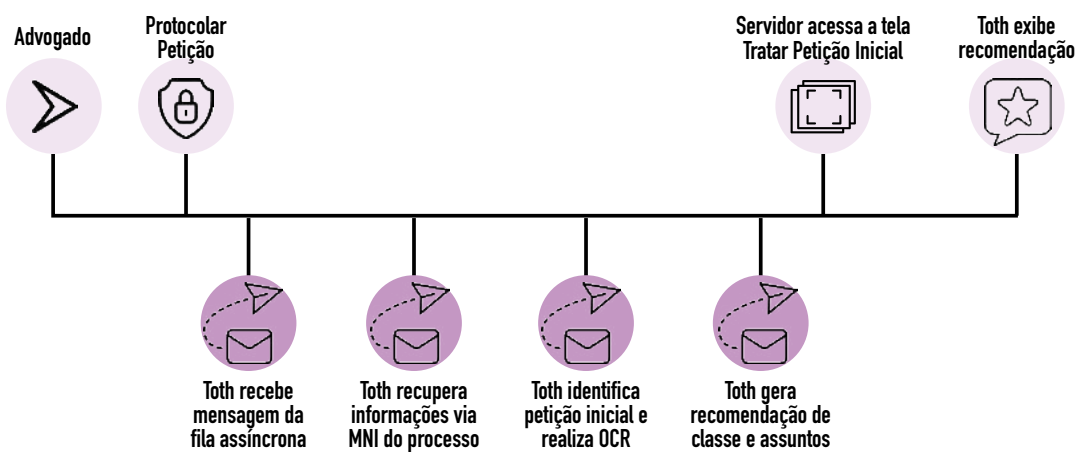 Advogado
Protocolar
Petição
Servidor acessa a tela
Tratar Petição Inicial
Toth exibe
recomendação
Toth recebe
mensagem da
fila assíncrona
Toth recupera
informações via
MNI do processo
Toth identifica
petição inicial e
realiza OCR
Toth gera
recomendação de
classe e assuntos